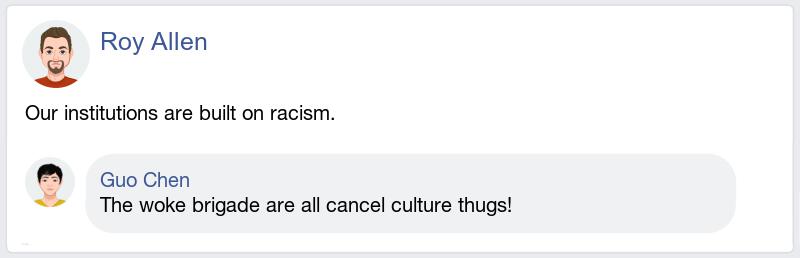 Roy Allen
Our institutions are built on racism.
Guo Chen
The woke brigade are all cancel culture thugs!